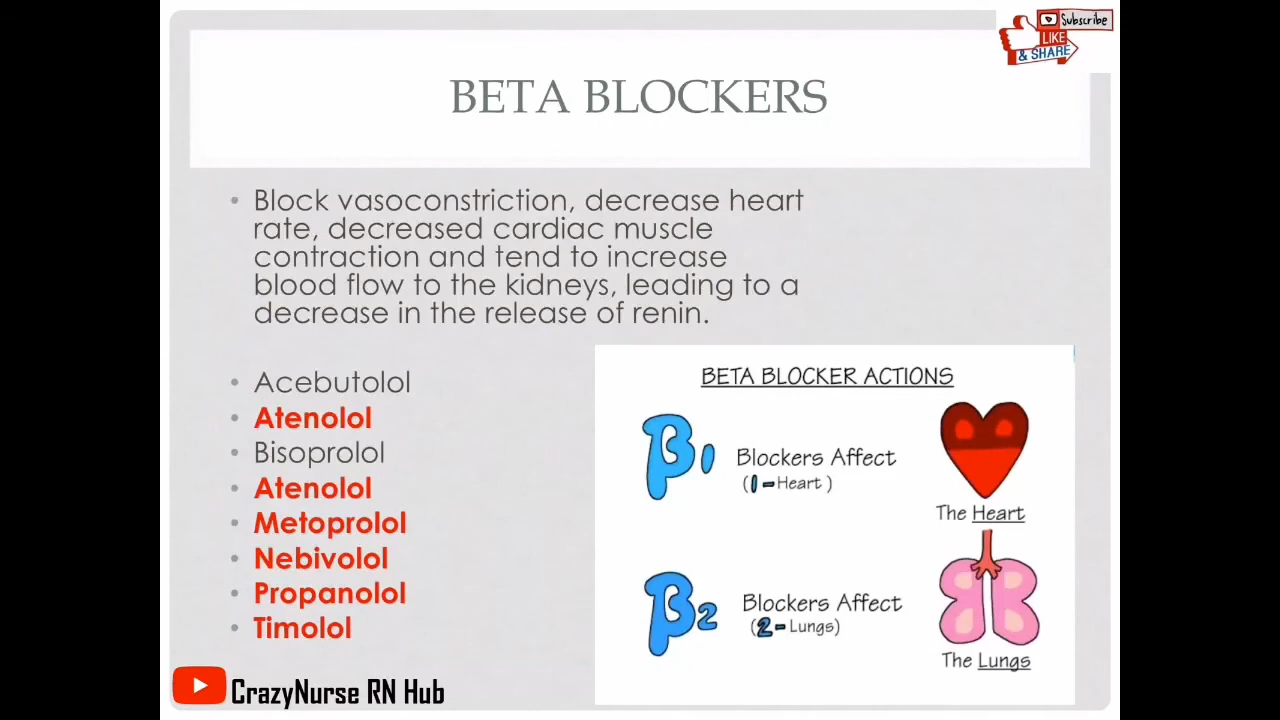 Subscribe
LIKE
& SHARE
BETA BLOCKERS
Block vasoconstriction, decrease heart
rate, decreased cardiac muscle
contraction and tend to increase
blood flow to the kidneys, leading to a
decrease in the release of renin.
Acebutolol
Atenolol
Bisoprolol
Atenolol
Metoprolol
Nebivolol
Propanolol
Timolol
BETA BLOCKER ACTIONS
β1 Blockers Affect
(1-Heart)
The Heart
β2 Blockers Affect
(2-Lungs)
The Lungs
CrazyNurse RN Hub